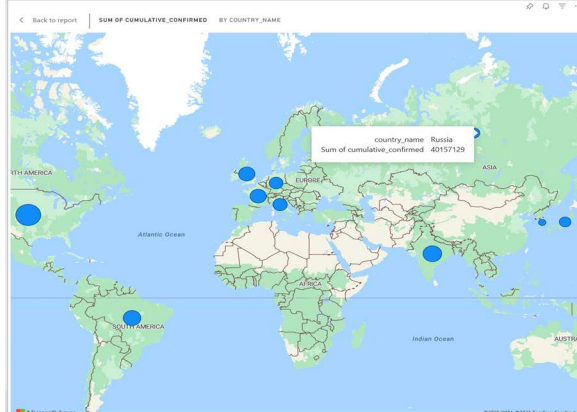 Back to report SUM OF CUMULATIVE_CONFIRMED BY COUNTRY_NAME
country_name Russia
Sum of cumulative_confirmed 40157129
ASIA
EUROPE
TH AMERICA
Atlantic Ocean
AFRICA
SOUTH AMERICA
Indian Ocean
AUSTRA